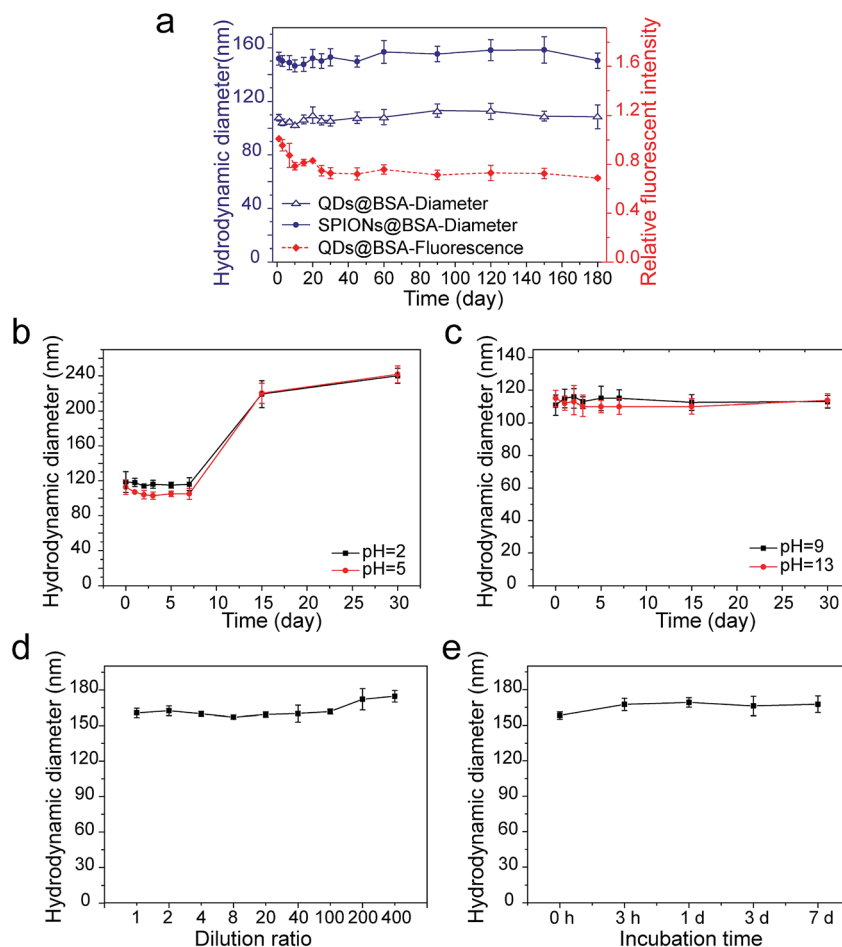 a
Hydrodynamic diameter(nm)
160
120
80
40
0
1.6
1.2
0.8
0.4
0.0
Relative fluorescent intensity
QDs@BSA-Diameter
SPIONs@BSA-Diameter
QDs@BSA-Fluorescence
0 20 40 60 80 100 120 140 160 180
Time (day)
b
Hydrodynamic diameter (nm)
240
200
160
120
80
40
0
pH=2
pH=5
0 5 10 15 20 25 30
Time (day)
c
Hydrodynamic diameter (nm)
140
120
100
80
60
40
20
0
pH=9
pH=13
0 5 10 15 20 25 30
Time (day)
d
Hydrodynamic diameter (nm)
180
150
120
90
60
30
0
1 2 4 8 20 40 100 200 400
Dilution ratio
e
Hydrodynamic diameter (nm)
180
150
120
90
60
30
0
0 h 3 h 1 d 3 d 7 d
Incubation time